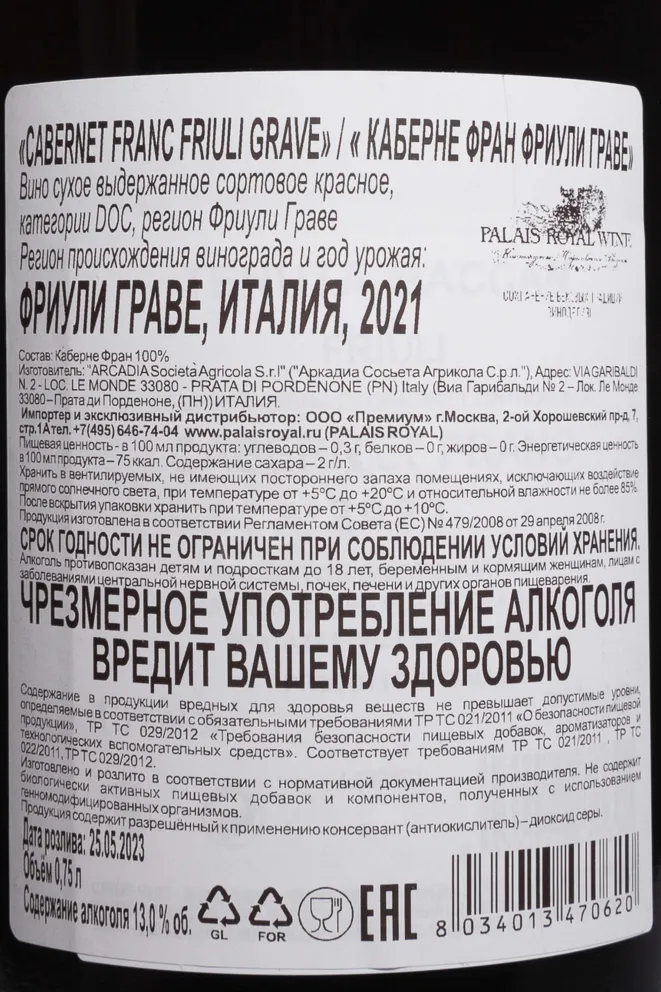 «CABERNET FRANC FRIULI GRAVE» / « КАБЕРНЕ ФРАН ФРИУЛИ ГРАВЕ»
Вино сухое выдержанное сортовое красное,
категории DOC, регион Фриули Граве
PALAIS ROYAL WINE
Регион происхождения винограда и год урожая:
ФРИУЛИ ГРАВЕ, ИТАЛИЯ, 2021
Состав: Каберне Фран 100%
Изготовитель: "ARCADIA Società Agricola S.r.l" ("Аркадиа Сосьета Агрикола С.р.л."), Адрес: VIA GARIBALDI
N. 2 - LOC. LE MONDE 33080 - PRATA DI PORDENONE (PN) Italy (Виа Гарибальди № 2 – Лок. Ле Монде
33080 – Прата ди Порденоне, (ПН)) ИТАЛИЯ.
Импортер и эксклюзивный дистрибьютор: ООО «Премиум» г.Москва, 2-ой Хорошевский пр-д, 7,
стр.1А тел. +7(495) 646-74-04 www.palaisroyal.ru (PALAIS ROYAL)
Пищевая ценность - в 100 мл продукта: углеводов – 0,3 г, белков – 0 г, жиров – 0 г. Энергетическая ценность
в 100 мл продукта – 75 ккал. Содержание сахара – 2 г/л.
Хранить в вентилируемых, не имеющих постороннего запаха помещениях, исключающих воздействие
прямого солнечного света, при температуре от +5°С до +20°С и относительной влажности не более 85%.
После вскрытия упаковки хранить при температуре от +5°С до +10°С.
Продукция изготовлена в соответствии Регламентом Совета (ЕС) № 479/2008 от 29 апреля 2008 г.
СРОК ГОДНОСТИ НЕ ОГРАНИЧЕН ПРИ СОБЛЮДЕНИИ УСЛОВИЙ ХРАНЕНИЯ.
Алкоголь противопоказан детям и подросткам до 18 лет, беременным и кормящим женщинам, лицам с
заболеваниями центральной нервной системы, почек, печени и других органов пищеварения.
ЧРЕЗМЕРНОЕ УПОТРЕБЛЕНИЕ АЛКОГОЛЯ
ВРЕДИТ ВАШЕМУ ЗДОРОВЬЮ
Содержание в продукции вредных для здоровья веществ не превышает допустимые уровни,
определяемые в соответствии с обязательными требованиями ТР ТС 021/2011 «О безопасности пищевой
продукции», ТР ТС 029/2012 «Требования безопасности пищевых добавок, ароматизаторов и
технологических вспомогательных средств». Соответствует требованиям ТР ТС 021/2011 , ТР ТС
022/2011, ТР ТС 029/2012.
Изготовлено и розлито в соответствии с нормативной документацией производителя. Не содержит
биологически активных пищевых добавок и компонентов, полученных с использованием
генномодифицированных организмов.
Продукция содержит разрешённый к применению консервант (антиокислитель) – диоксид серы.
Дата розлива: 25.05.2023
Объём 0,75 л
Содержание алкоголя 13,0 % об.
GL
FOR
EAC
8 034013 470620